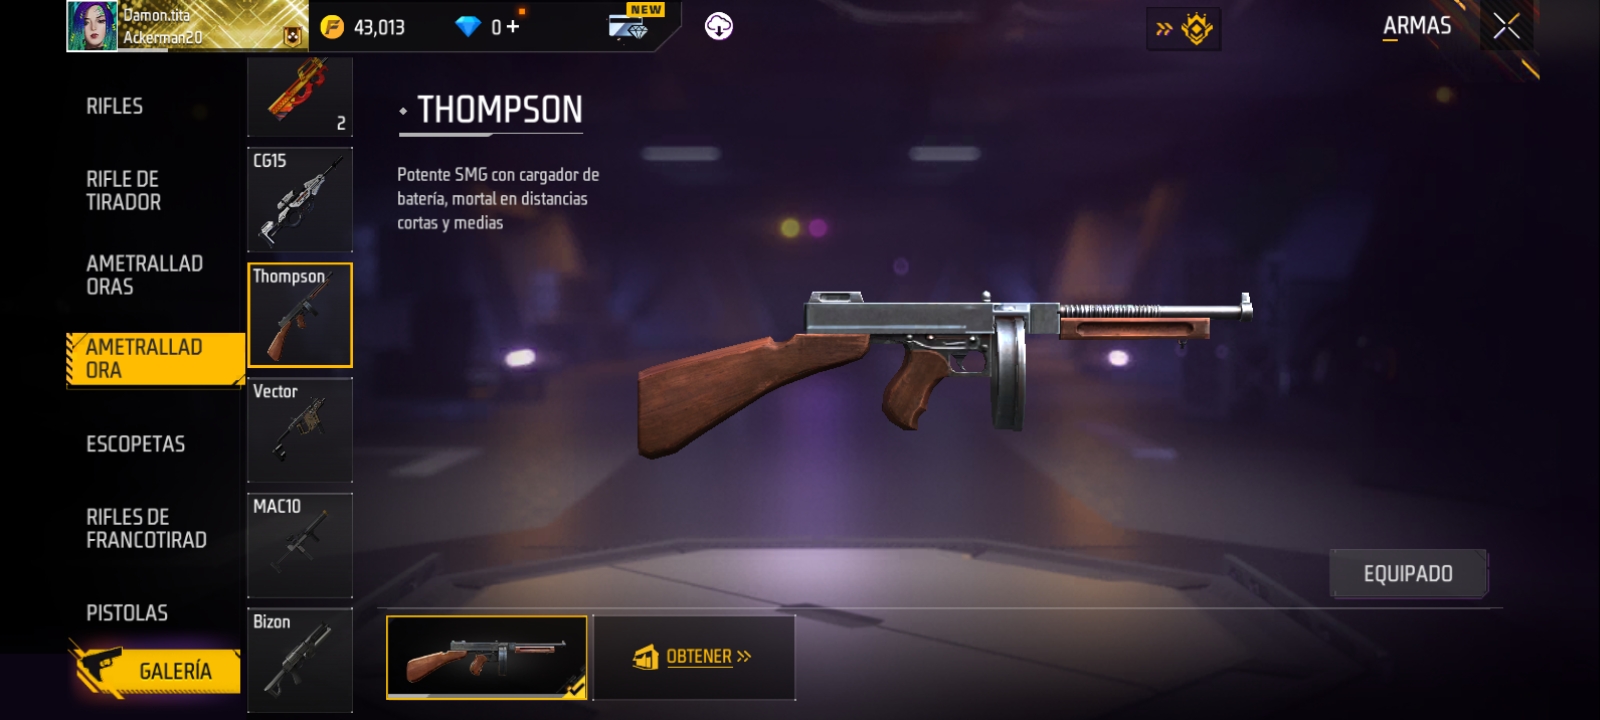 Damon.tita
Ackerman20
43,013
0 +
NEW
ARMAS
RIFLES
RIFLE DE
TIRADOR
AMETRALLAD
ORAS
AMETRALLAD
ORA
ESCOPETAS
RIFLES DE
FRANCOTIRAD
PISTOLAS
GALERÍA
2
CG15
Thompson
Vector
MAC10
Bizon
THOMPSON
Potente SMG con cargador de
batería, mortal en distancias
cortas y medias
EQUIPADO
OBTENER >>